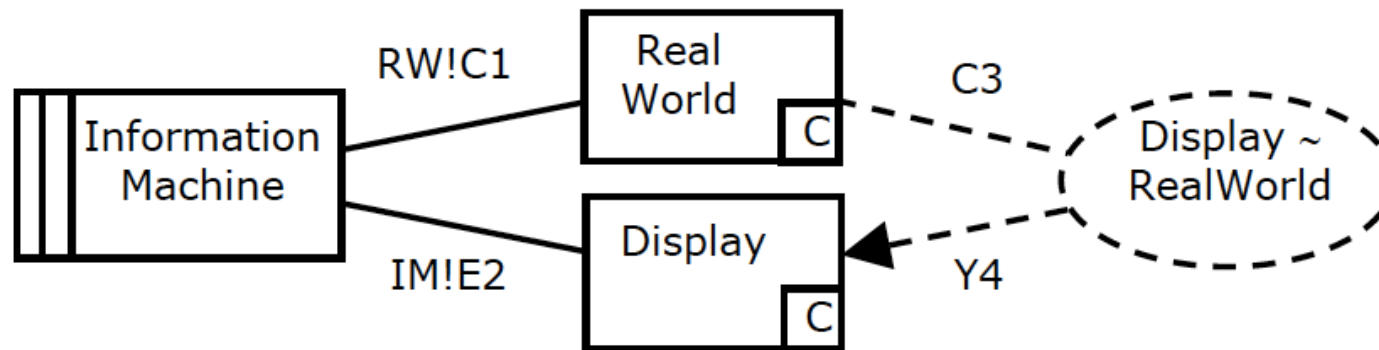 RW!C1
Real
World
C
C3
Information
Machine
Display ~
RealWorld
Display
C
IM!E2
Y4